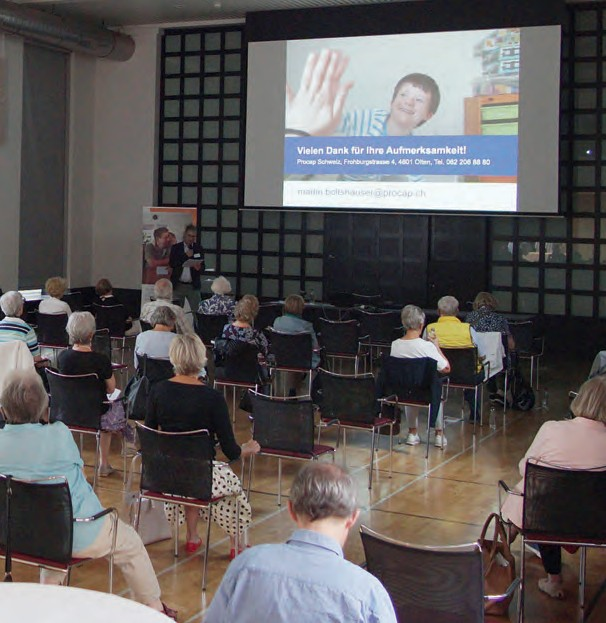 Vielen Dank für Ihre Aufmerksamkeit!
Procap Schweiz, Frohburgstrasse 4, 4601 Olten, Tel. 062 206 88 80
martin.boltshauser@procap.ch